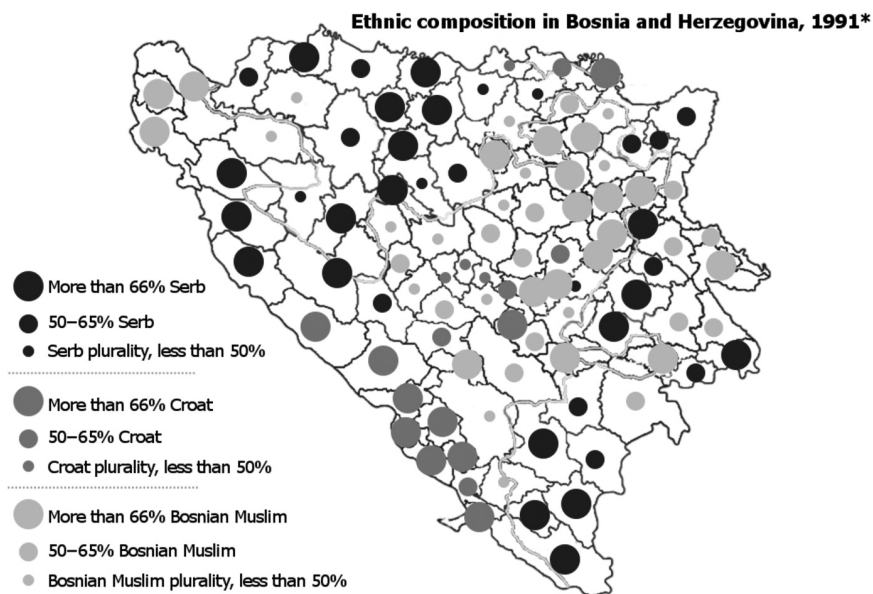 Ethnic composition in Bosnia and Herzegovina, 1991*
More than 66% Serb
50–65% Serb
Serb plurality, less than 50%
More than 66% Croat
50–65% Croat
Croat plurality, less than 50%
More than 66% Bosnian Muslim
50–65% Bosnian Muslim
Bosnian Muslim plurality, less than 50%